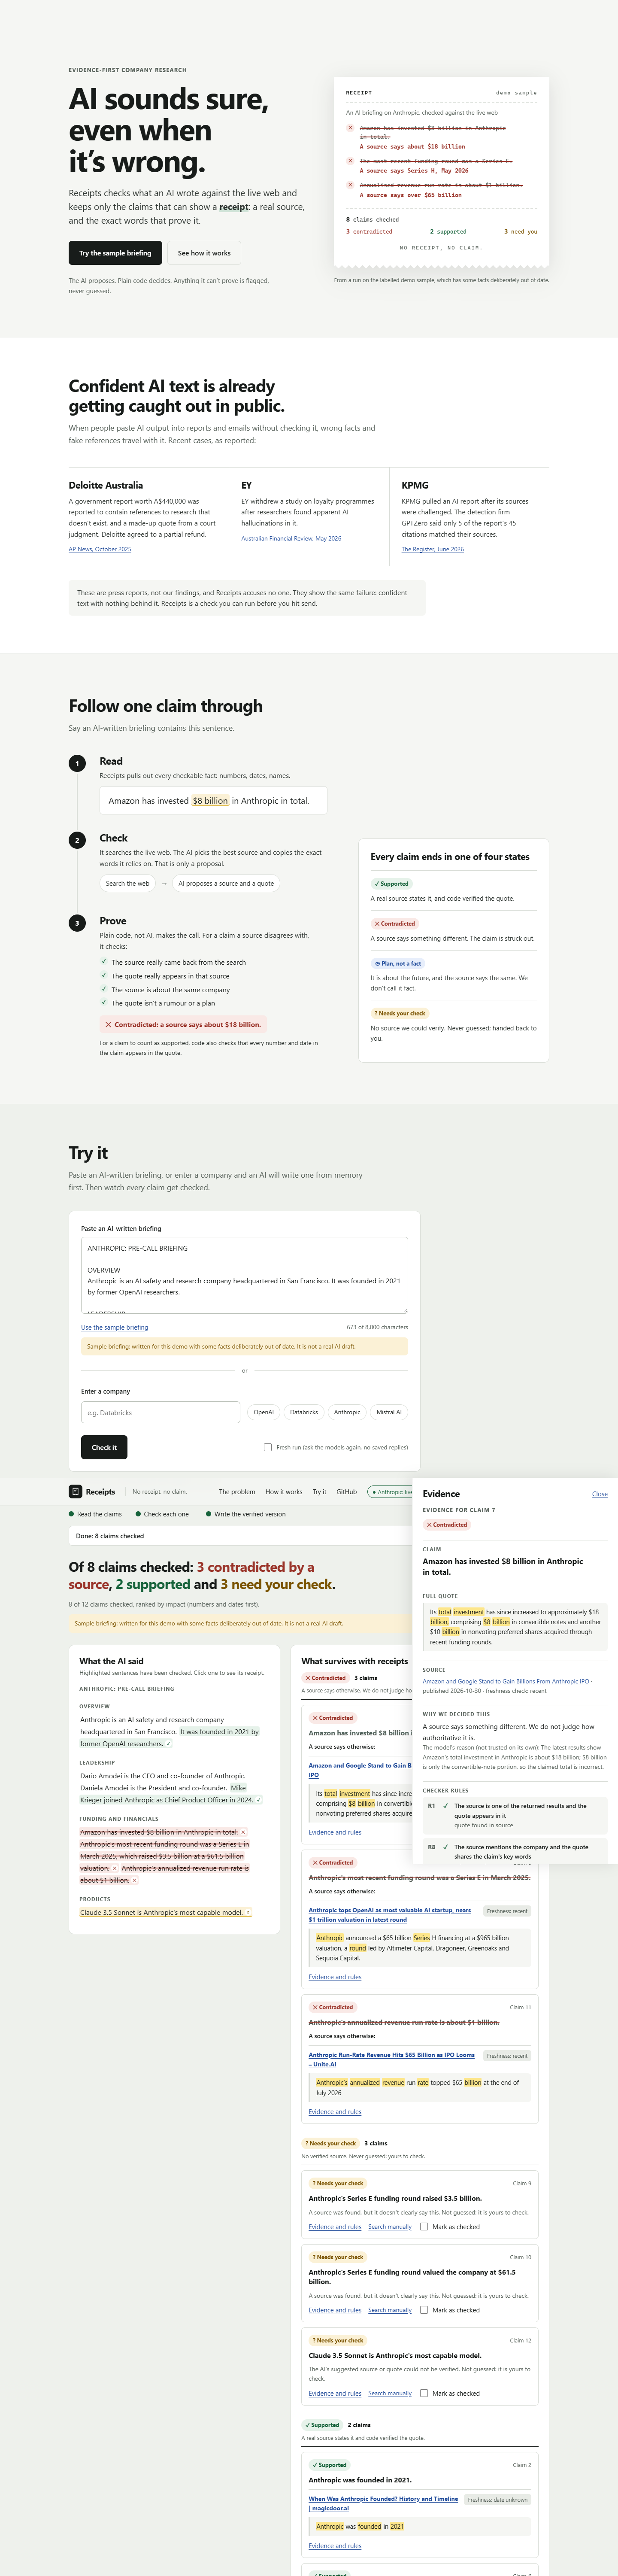 EVIDENCE-FIRST COMPANY RESEARCH
AI sounds sure,
even when
it's wrong.
Receipts checks what an AI wrote against the live web and
keeps only the claims that can show a receipt: a real source,
and the exact words that prove it.
Try the sample briefing
See how it works
The AI proposes. Plain code decides. Anything it can't prove is flagged,
never guessed.
RECEIPT
demo sample
An AI briefing on Anthropic, checked against the live web
Amazon has invested $8 billion in Anthropic
in total.
A source says about $18 billion
The most recent funding round was a Series E.
A source says Series H, May 2026
Annualised revenue run rate is about $1 billion.
A source says over $65 billion
8 claims checked
3 contradicted
2 supported
3 need you
NO RECEIPT, NO CLAIM.
From a run on the labelled demo sample, which has some facts deliberately out of date.
Confident AI text is already
getting caught out in public.
When people paste AI output into reports and emails without checking it, wrong facts and
fake references travel with it. Recent cases, as reported:
Deloitte Australia
A government report worth A$440,000 was
reported to contain references to research that
doesn't exist, and a made-up quote from a court
judgment. Deloitte agreed to a partial refund.
AP News, October 2025
EY
EY withdrew a study on loyalty programmes
after researchers found apparent AI
hallucinations in it.
Australian Financial Review, May 2026
KPMG
KPMG pulled an AI report after its sources
were challenged. The detection firm
GPTZero said only 5 of the report's 45
citations matched their sources.
The Register, June 2026
These are press reports, not our findings, and Receipts accuses no one. They show the same failure: confident
text with nothing behind it. Receipts is a check you can run before you hit send.
Follow one claim through
Say an AI-written briefing contains this sentence.
1
Read
Receipts pulls out every checkable fact: numbers, dates, names.
Amazon has invested $8 billion in Anthropic in total.
2
Check
It searches the live web. The AI picks the best source and copies the exact
words it relies on. That is only a proposal.
Search the web → AI proposes a source and a quote
3
Prove
Plain code, not AI, makes the call. For a claim a source disagrees with,
it checks:
✓ The source really came back from the search
✓ The quote really appears in that source
✓ The source is about the same company
✓ The quote isn't a rumour or a plan
Contradicted: a source says about $18 billion.
For a claim to count as supported, code also checks that every number and date in
the claim appears in the quote.
Every claim ends in one of four states
✓ Supported
A real source states it, and code verified the quote.
Contradicted
A source says something different. The claim is struck out.
Plan, not a fact
It is about the future, and the source says the same. We
don't call it fact.
? Needs your check
No source we could verify. Never guessed; handed back to
you.
Try it
Paste an AI-written briefing, or enter a company and an AI will write one from memory
first. Then watch every claim get checked.
Paste an AI-written briefing
ANTHROPIC: PRE-CALL BRIEFING
OVERVIEW
Anthropic is an AI safety and research company headquartered in San Francisco. It was founded in 2021
by former OpenAI researchers.
Use the sample briefing
673 of 8,000 characters
Sample briefing: written for this demo with some facts deliberately out of date. It is not a real AI draft.
or
Enter a company
e.g. Databricks
OpenAI
Databricks
Anthropic
Mistral AI
Check it
Fresh run (ask the models again, no saved replies)
Receipts
No receipt, no claim.
The problem
How it works
Try it
GitHub
Anthropic: live
Read the claims
Check each one
Write the verified version
Done: 8 claims checked
Of 8 claims checked: 3 contradicted by a
source, 2 supported and 3 need your check.
8 of 12 claims checked, ranked by impact (numbers and dates first).
Sample briefing: written for this demo with some facts deliberately out of date. It is not a real AI draft.
What the AI said
Highlighted sentences have been checked. Click one to see its receipt.
ANTHROPIC: PRE-CALL BRIEFING
OVERVIEW
Anthropic is an AI safety and research company
headquartered in San Francisco. It was founded in 2021 by
former OpenAI researchers. ✓
LEADERSHIP
Dario Amodei is the CEO and co-founder of Anthropic.
Daniela Amodei is the President and co-founder. Mike
Krieger joined Anthropic as Chief Product Officer in 2024. ✓
FUNDING AND FINANCIALS
Amazon has invested $8 billion in Anthropic in total. ×
Anthropic's most recent funding round was a Series E in
March 2025, which raised $3.5 billion at a $61.5 billion
valuation. × Anthropic's annualized revenue run rate is
about $1 billion. ×
PRODUCTS
Claude 3.5 Sonnet is Anthropic's most capable model. ?
What survives with receipts
Contradicted
3 claims
A source says otherwise. We do not judge ho
Contradicted
Amazon has invested $8 billion i
A source says otherwise:
Amazon and Google Stand to Gain B
IPO
Its total investment has since incre
comprising $8 billion in convertible
nonvoting preferred shares acquire
Evidence and rules
Contradicted
Anthropic's most recent funding round was a Series E in March 2025.
A source says otherwise:
Anthropic tops OpenAI as most valuable AI startup, nears
$1 trillion valuation in latest round
Freshness: recent
Anthropic announced a $65 billion Series H financing at a $965 billion
valuation, a round led by Altimeter Capital, Dragoneer, Greenoaks and
Sequoia Capital.
Evidence and rules
Contradicted
Claim 11
Anthropic's annualized revenue run rate is about $1 billion.
A source says otherwise:
Anthropic Run-Rate Revenue Hits $65 Billion as IPO Looms
– Unite.AI
Freshness: recent
Anthropic's annualized revenue run rate topped $65 billion at the end of
July 2026
Evidence and rules
? Needs your check
3 claims
No verified source. Never guessed; yours to check.
? Needs your check
Claim 9
Anthropic's Series E funding round raised $3.5 billion.
A source was found, but it doesn't clearly say this. Not guessed: it is yours to check.
Evidence and rules
Search manually
Mark as checked
? Needs your check
Claim 10
Anthropic's Series E funding round valued the company at $61.5
billion.
A source was found, but it doesn't clearly say this. Not guessed: it is yours to check.
Evidence and rules
Search manually
Mark as checked
? Needs your check
Claim 12
Claude 3.5 Sonnet is Anthropic's most capable model.
The AI's suggested source or quote could not be verified. Not guessed: it is yours to
check.
Evidence and rules
Search manually
Mark as checked
✓ Supported
2 claims
A real source states it and code verified the quote.
✓ Supported
Claim 2
Anthropic was founded in 2021.
When Was Anthropic Founded? History and Timeline
| magicdoor.ai
Freshness: date unknown
Anthropic was founded in 2021
Evidence and rules
Evidence
Close
EVIDENCE FOR CLAIM 7
Contradicted
CLAIM
Amazon has invested $8 billion in Anthropic
in total.
FULL QUOTE
Its total investment has since increased to approximately $18
billion, comprising $8 billion in convertible notes and another
$10 billion in nonvoting preferred shares acquired through
recent funding rounds.
SOURCE
Amazon and Google Stand to Gain Billions From Anthropic IPO ·
published 2026-10-30 · freshness check: recent
WHY WE DECIDED THIS
A source says something different. We do not judge how
authoritative it is.
The model's reason (not trusted on its own): The latest results show
Amazon's total investment in Anthropic is about $18 billion; $8 billion
is only the convertible-note portion, so the claimed total is incorrect.
CHECKER RULES
R1 ✓ The source is one of the returned results and the
quote appears in it
quote found in source
R8 ✓ The source mentions the company and the quote
shares the claim's key words